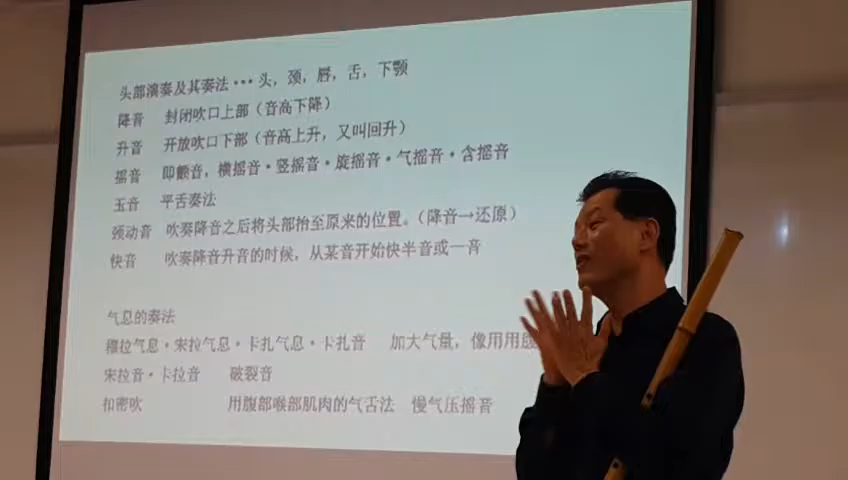 头部演奏及其奏法···头，颈，唇，舌，下颚
降音 封闭吹口上部（音高下降）
升音 开放吹口下部（音高上升，又叫回升）
摇音 即颤音，横摇音·竖摇音·旋摇音·气摇音·含摇音
玉音 平舌奏法
颈动音 吹奏降音之后将头部抬至原来的位置。（降音→还原）
快音 吹奏降音升音的时候，从某音开始快半音或一音
气息的奏法
穆拉气息·宋拉气息·卡扎气息·卡扎音 加大气量，像用用
宋拉音·卡拉音 破裂音
扣密吹 用腹部喉部肌肉的气舌法 慢气压摇音